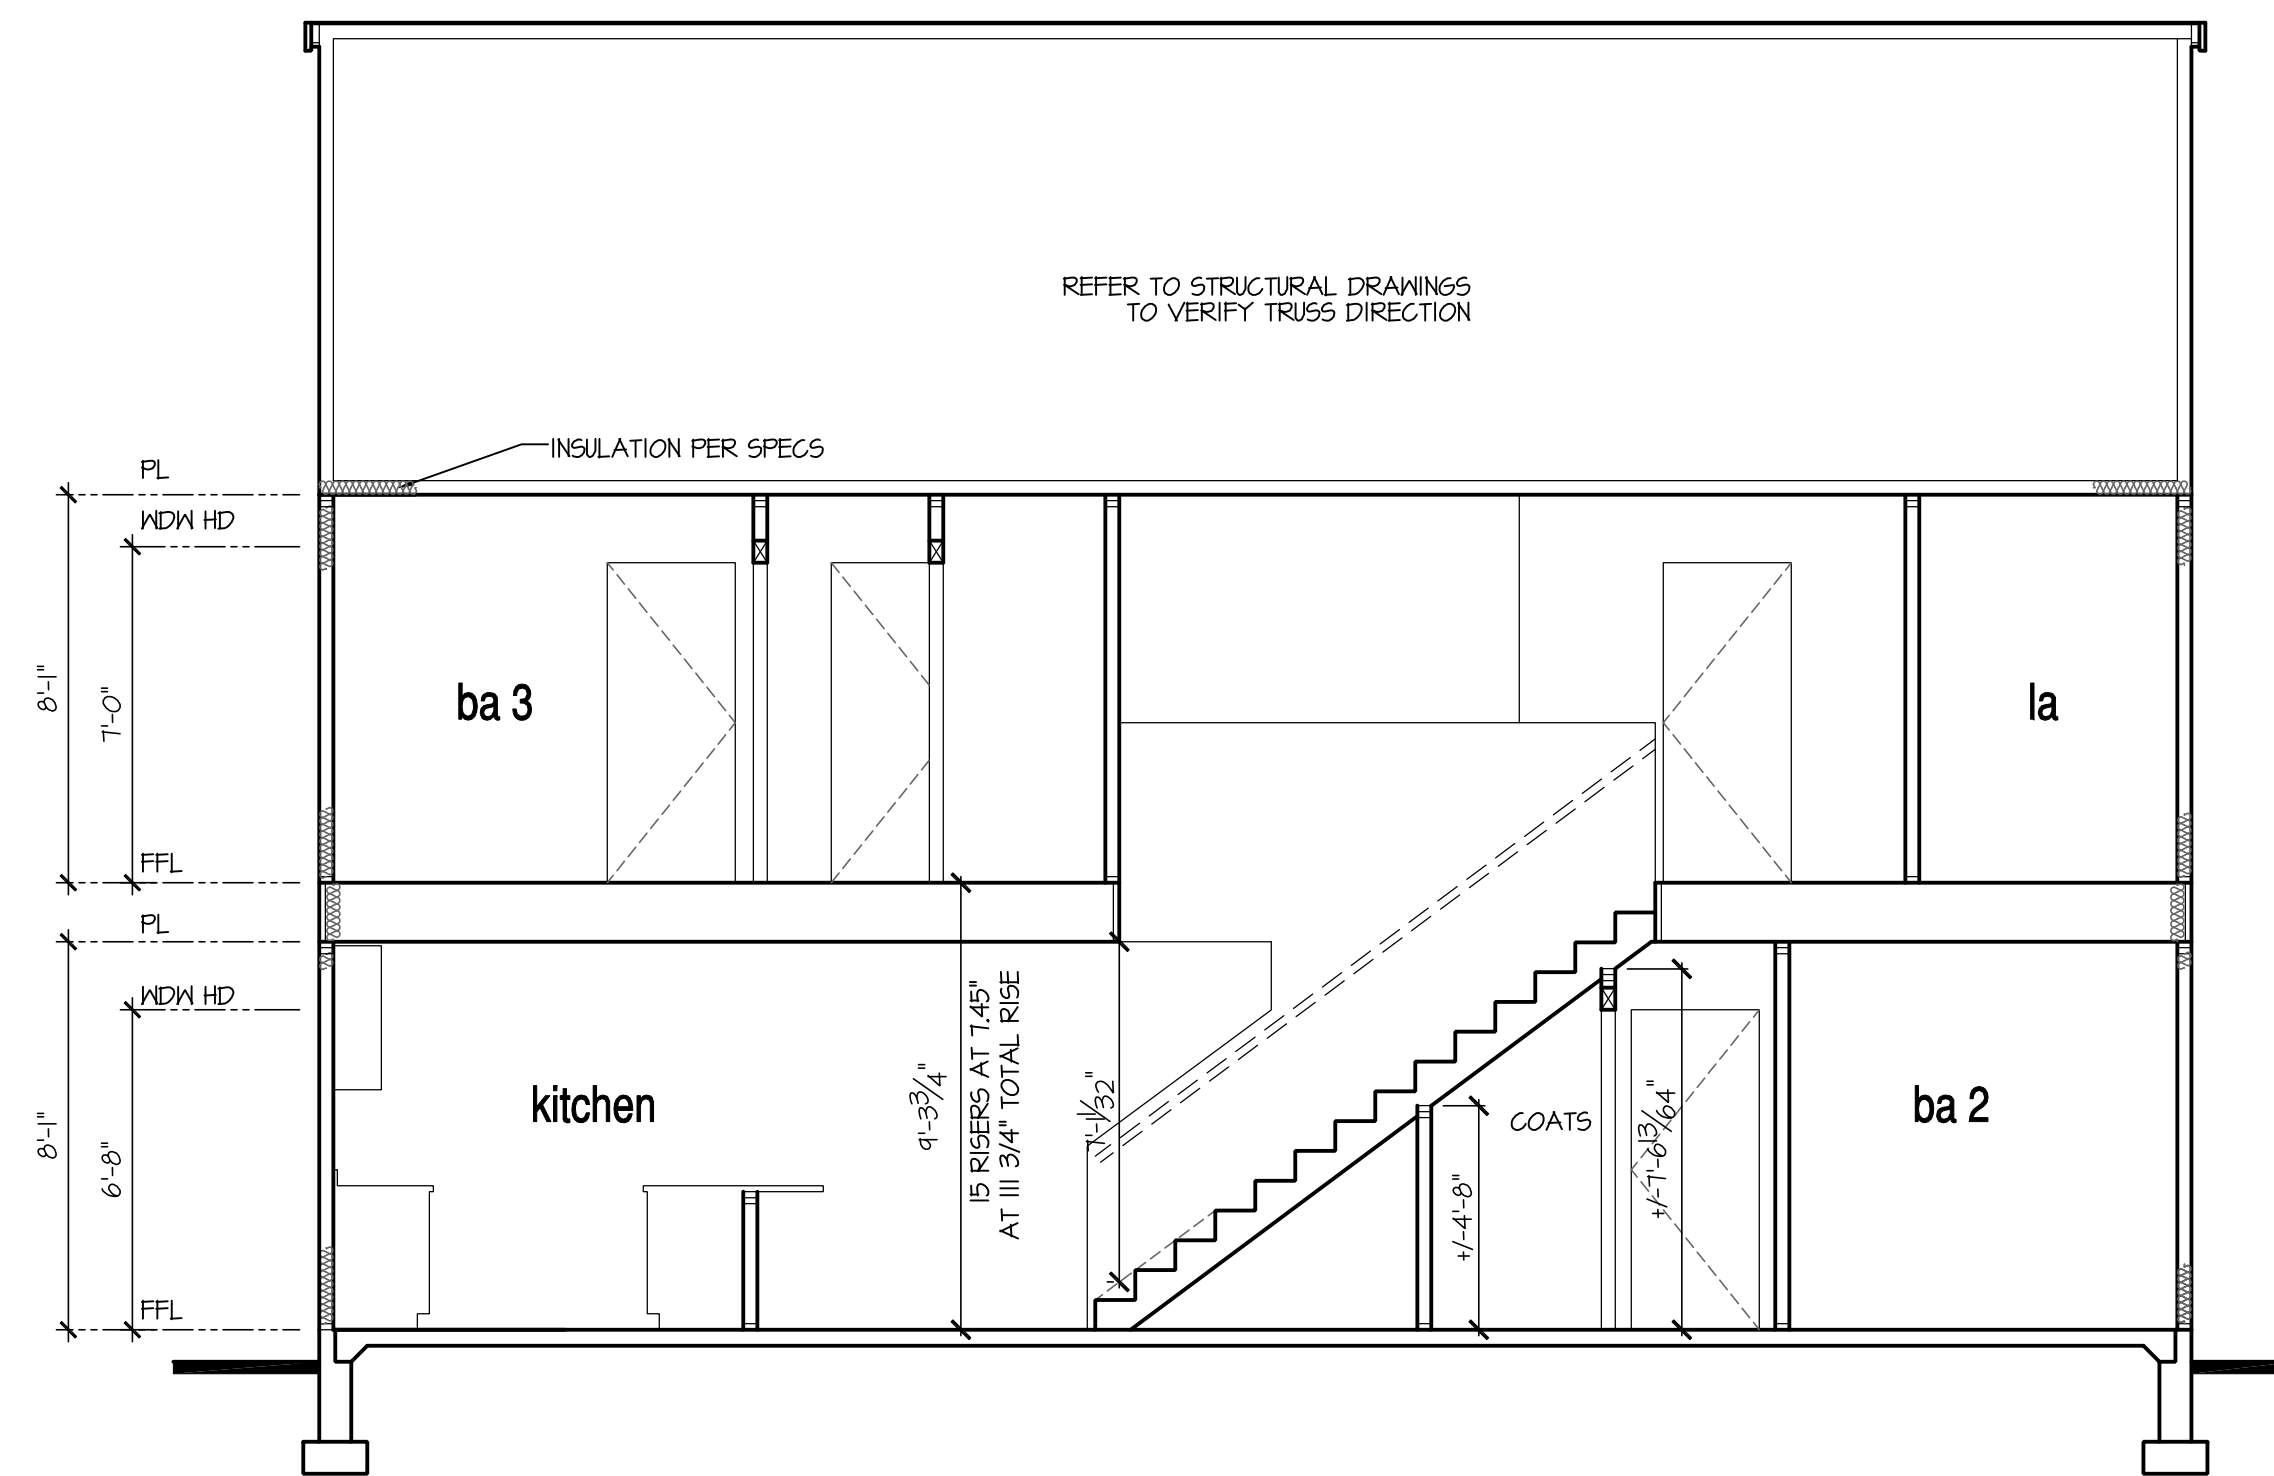 REFER TO STRUCTURAL DRAWINGS
TO VERIFY TRUSS DIRECTION
INSULATION PER SPECS
PL
WDW HD
8'-1"
7'-0"
ba 3
la
FFL
PL
WDW HD
8'-1"
6'-8"
kitchen
9'-3 3/4"
15 RISERS AT 7.45"
AT 111 3/4" TOTAL RISE
7'-1 1/32"
COATS
+/-4'-8"
+/-7'-6 13/64"
ba 2
FFL